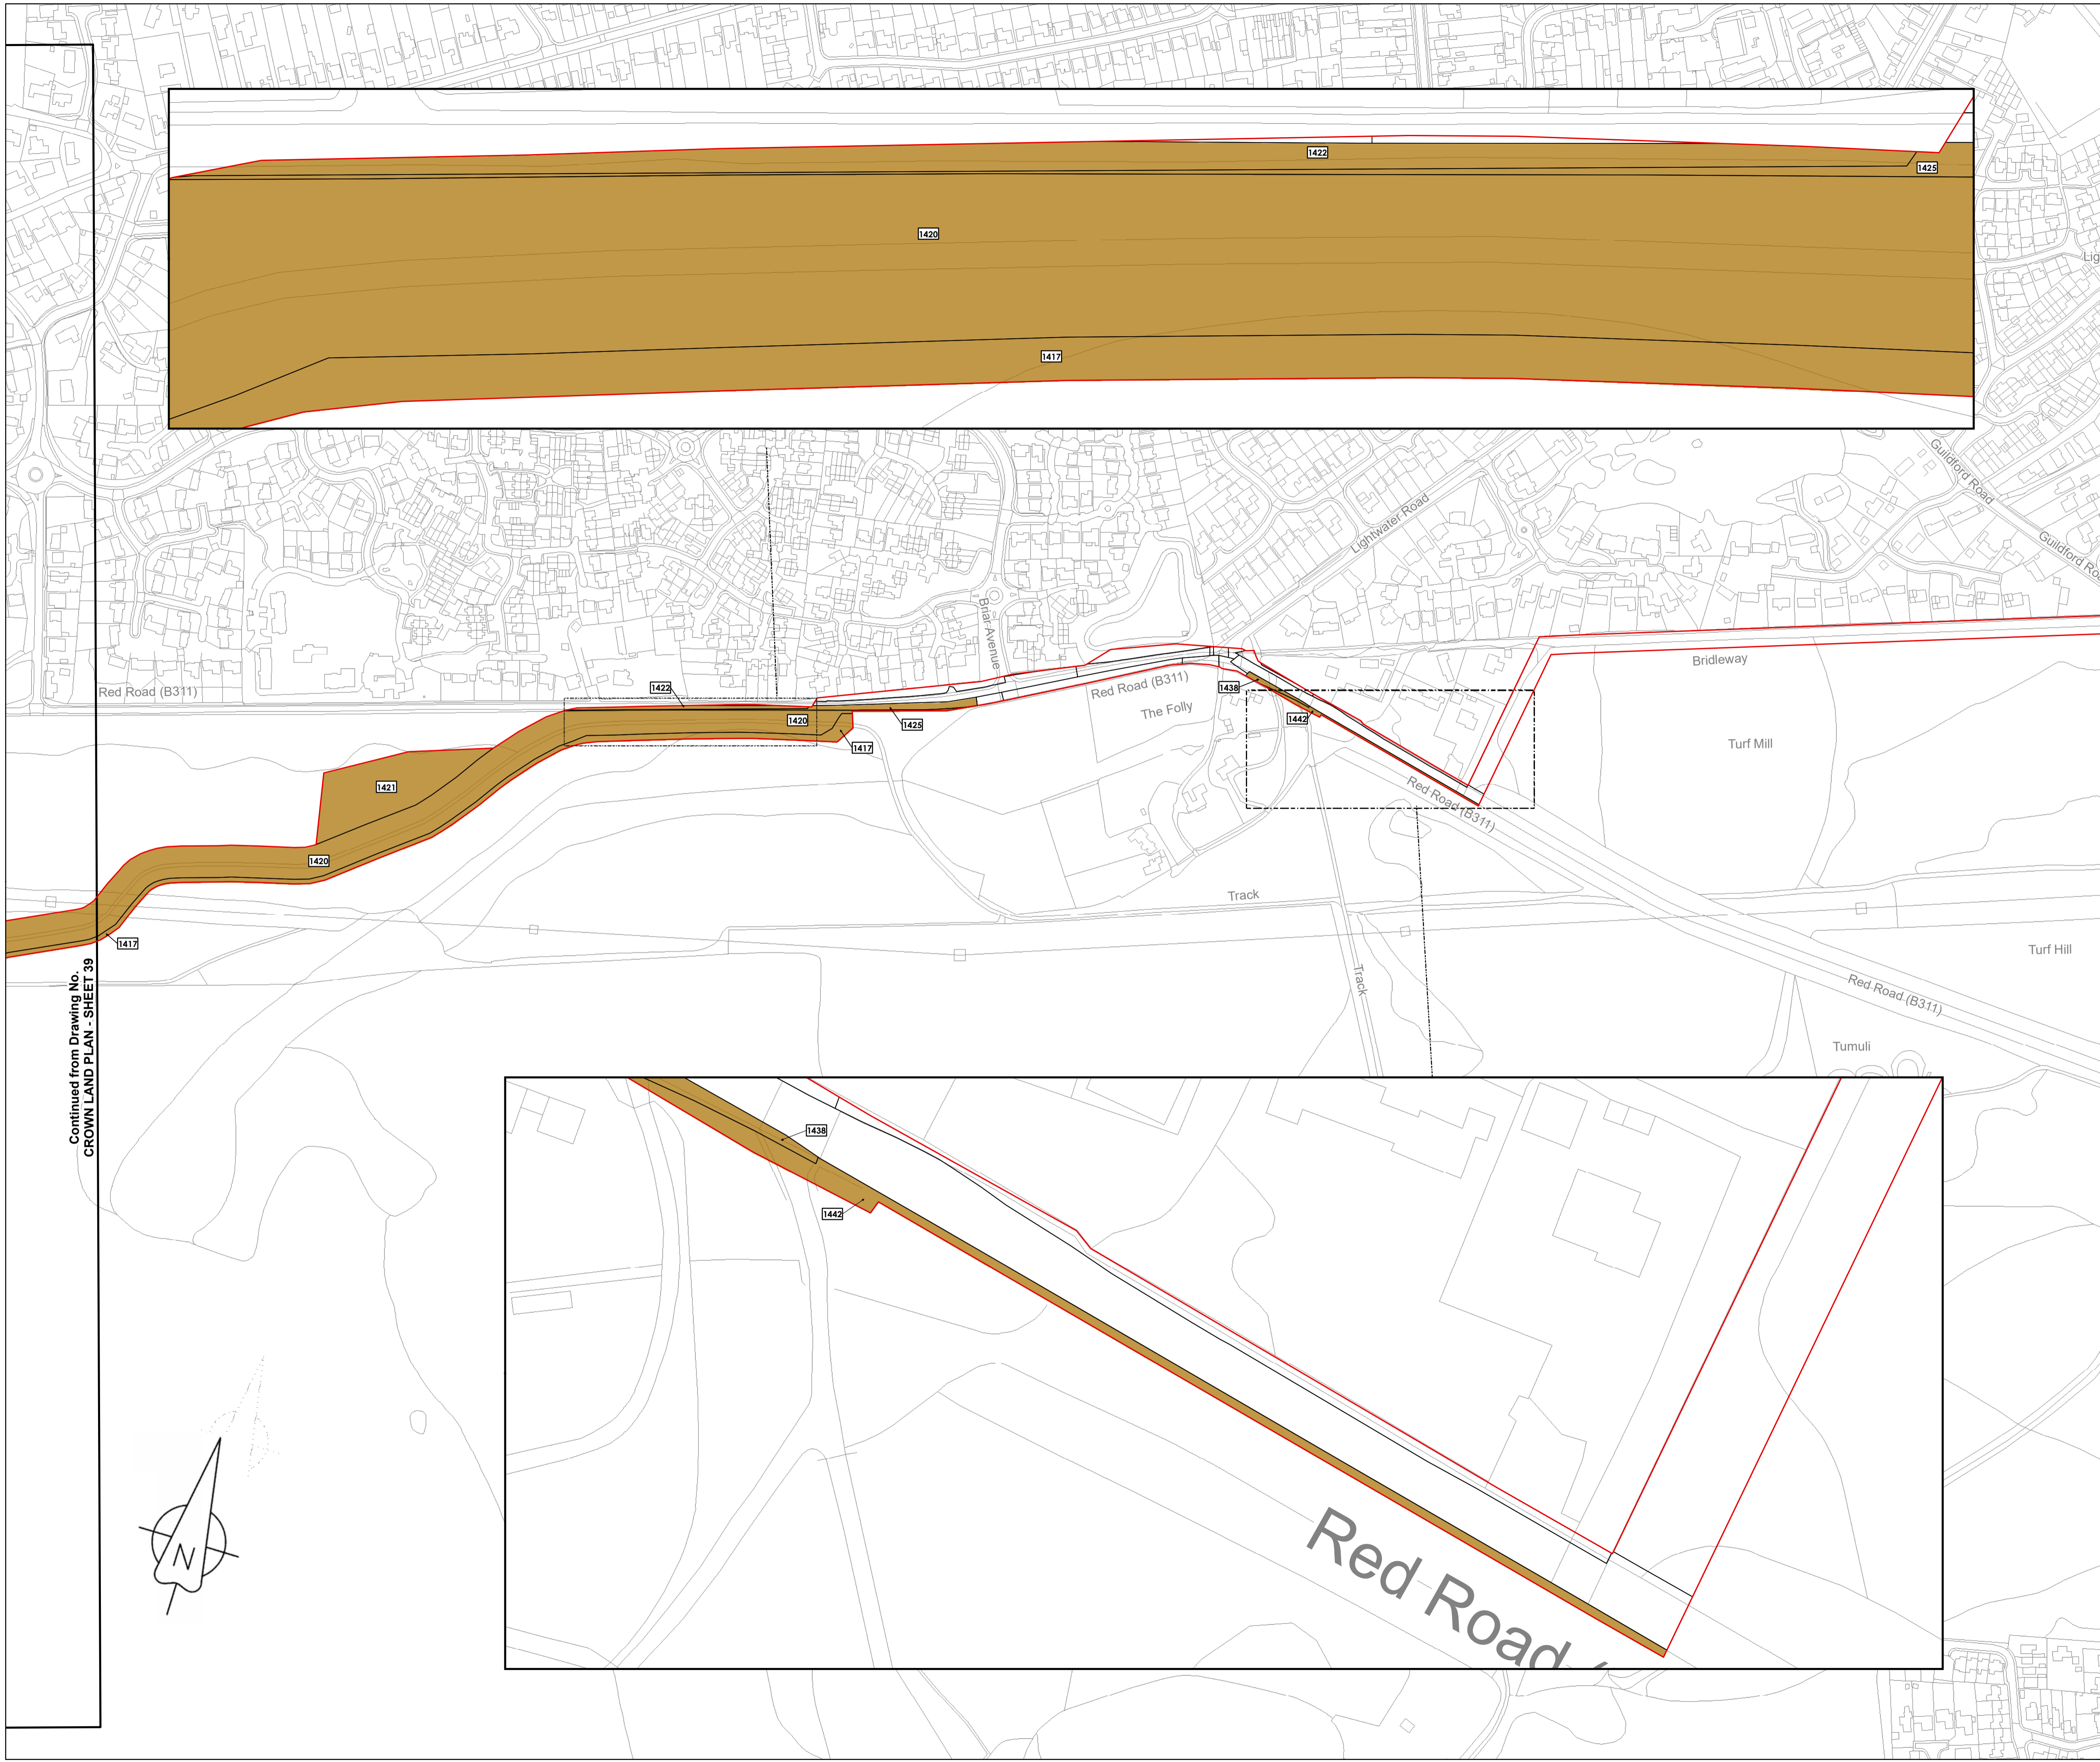 1422
1425
1420
1417
Lig
Guildford Road
Lightwater Road
Guildford Ro
Briar Avenue
Bridleway
Red Road (B311)
1422
Red Road (B311)
1438
The Folly
1420
1425
1442
1417
Turf Mill
1421
Red Road (B311)
1420
Track
1417
Turf Hill
Track
Red Road (B311)
Continued from Drawing No.
CROWN LAND PLAN - SHEET 39
Tumuli
1438
1442
Red Road (
N